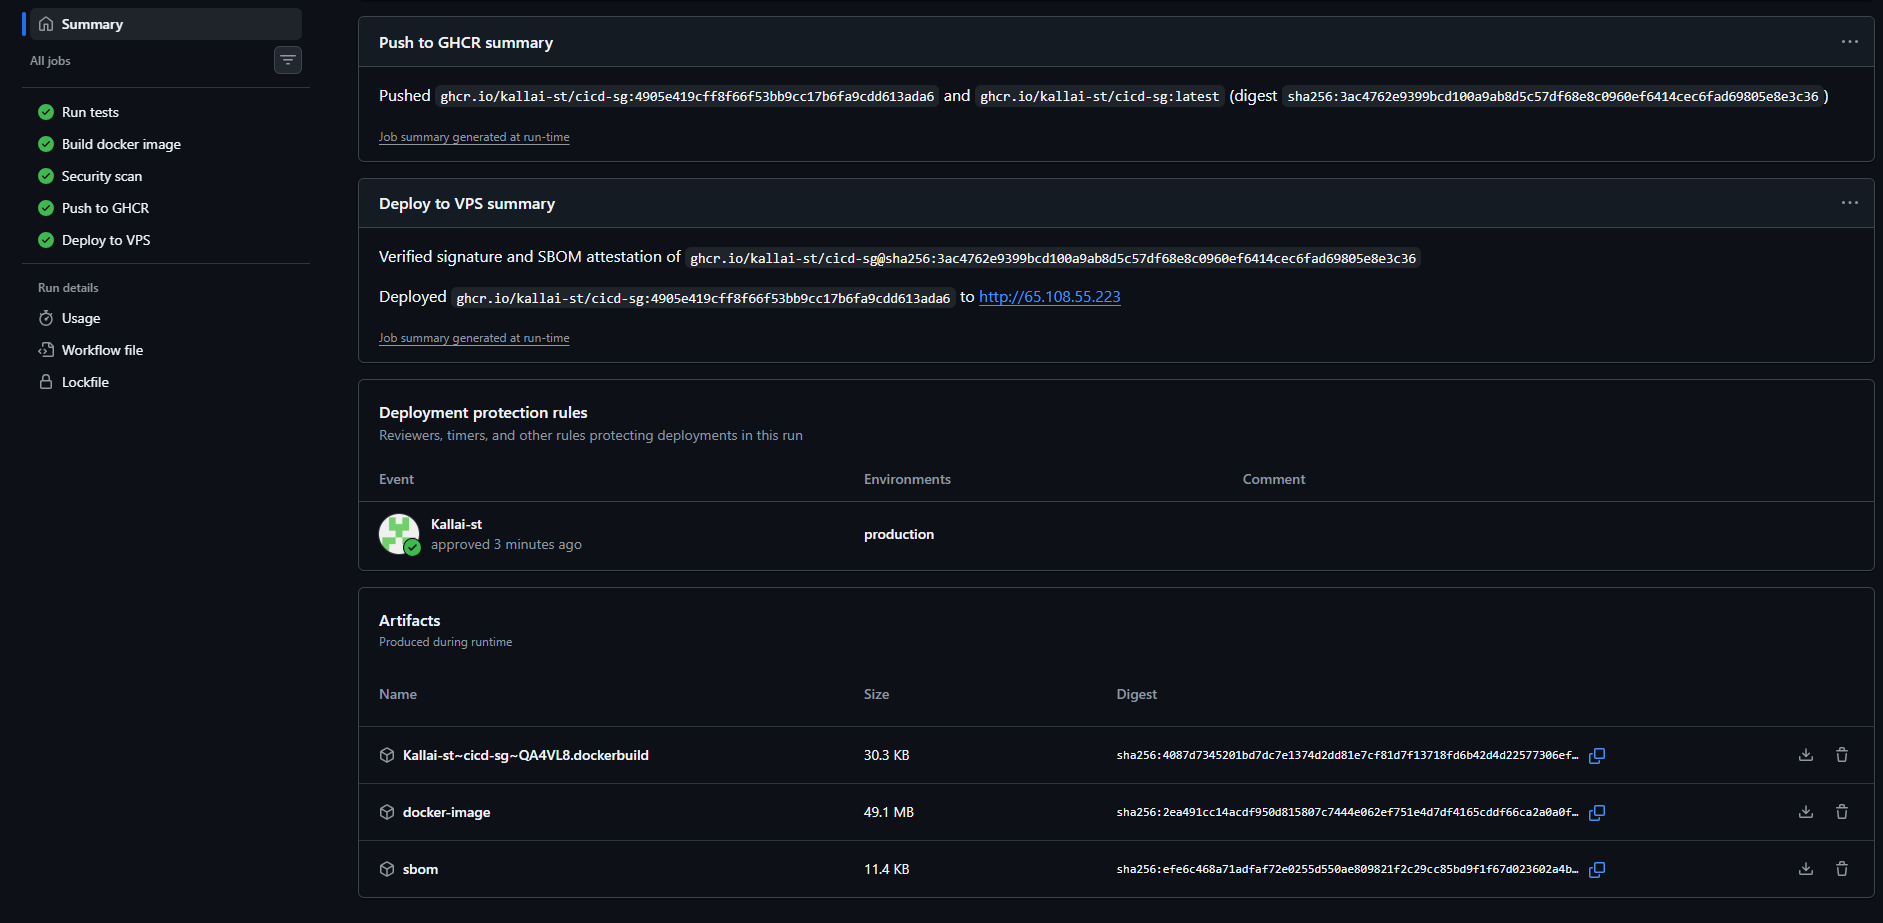 Summary
All jobs
Run tests
Build docker image
Security scan
Push to GHCR
Deploy to VPS
Run details
Usage
Workflow file
Lockfile
Push to GHCR summary
Pushed ghcr.io/kallai-st/cicd-sg:4905e419cff8f66f53bb9cc17b6fa9cdd613ada6 and ghcr.io/kallai-st/cicd-sg:latest (digest sha256:3ac4762e9399bcd100a9ab8d5c57df68e8c0960ef6414cec6fad69805e8e3c36 )
Job summary generated at run-time
Deploy to VPS summary
Verified signature and SBOM attestation of ghcr.io/kallai-st/cicd-sg@sha256:3ac4762e9399bcd100a9ab8d5c57df68e8c0960ef6414cec6fad69805e8e3c36
Deployed ghcr.io/kallai-st/cicd-sg:4905e419cff8f66f53bb9cc17b6fa9cdd613ada6 to http://65.108.55.223
Job summary generated at run-time
Deployment protection rules
Reviewers, timers, and other rules protecting deployments in this run
Event Environments Comment
Kallai-st
approved 3 minutes ago
production
Artifacts
Produced during runtime
Name Size Digest
Kallai-st~cicd-sg~QA4VL8.dockerbuild 30.3 KB sha256:4087d7345201bd7dc7e1374d2dd81e7cf81d7f13718fd6b42d4d22577306ef…
docker-image 49.1 MB sha256:2ea491cc14acdf950d815807c7444e062ef751e4d7df4165cddf66ca2a0a0f…
sbom 11.4 KB sha256:efe6c468a71adfaf72e0255d550ae809821f2c29cc85bd9f1f67d023602a4b…